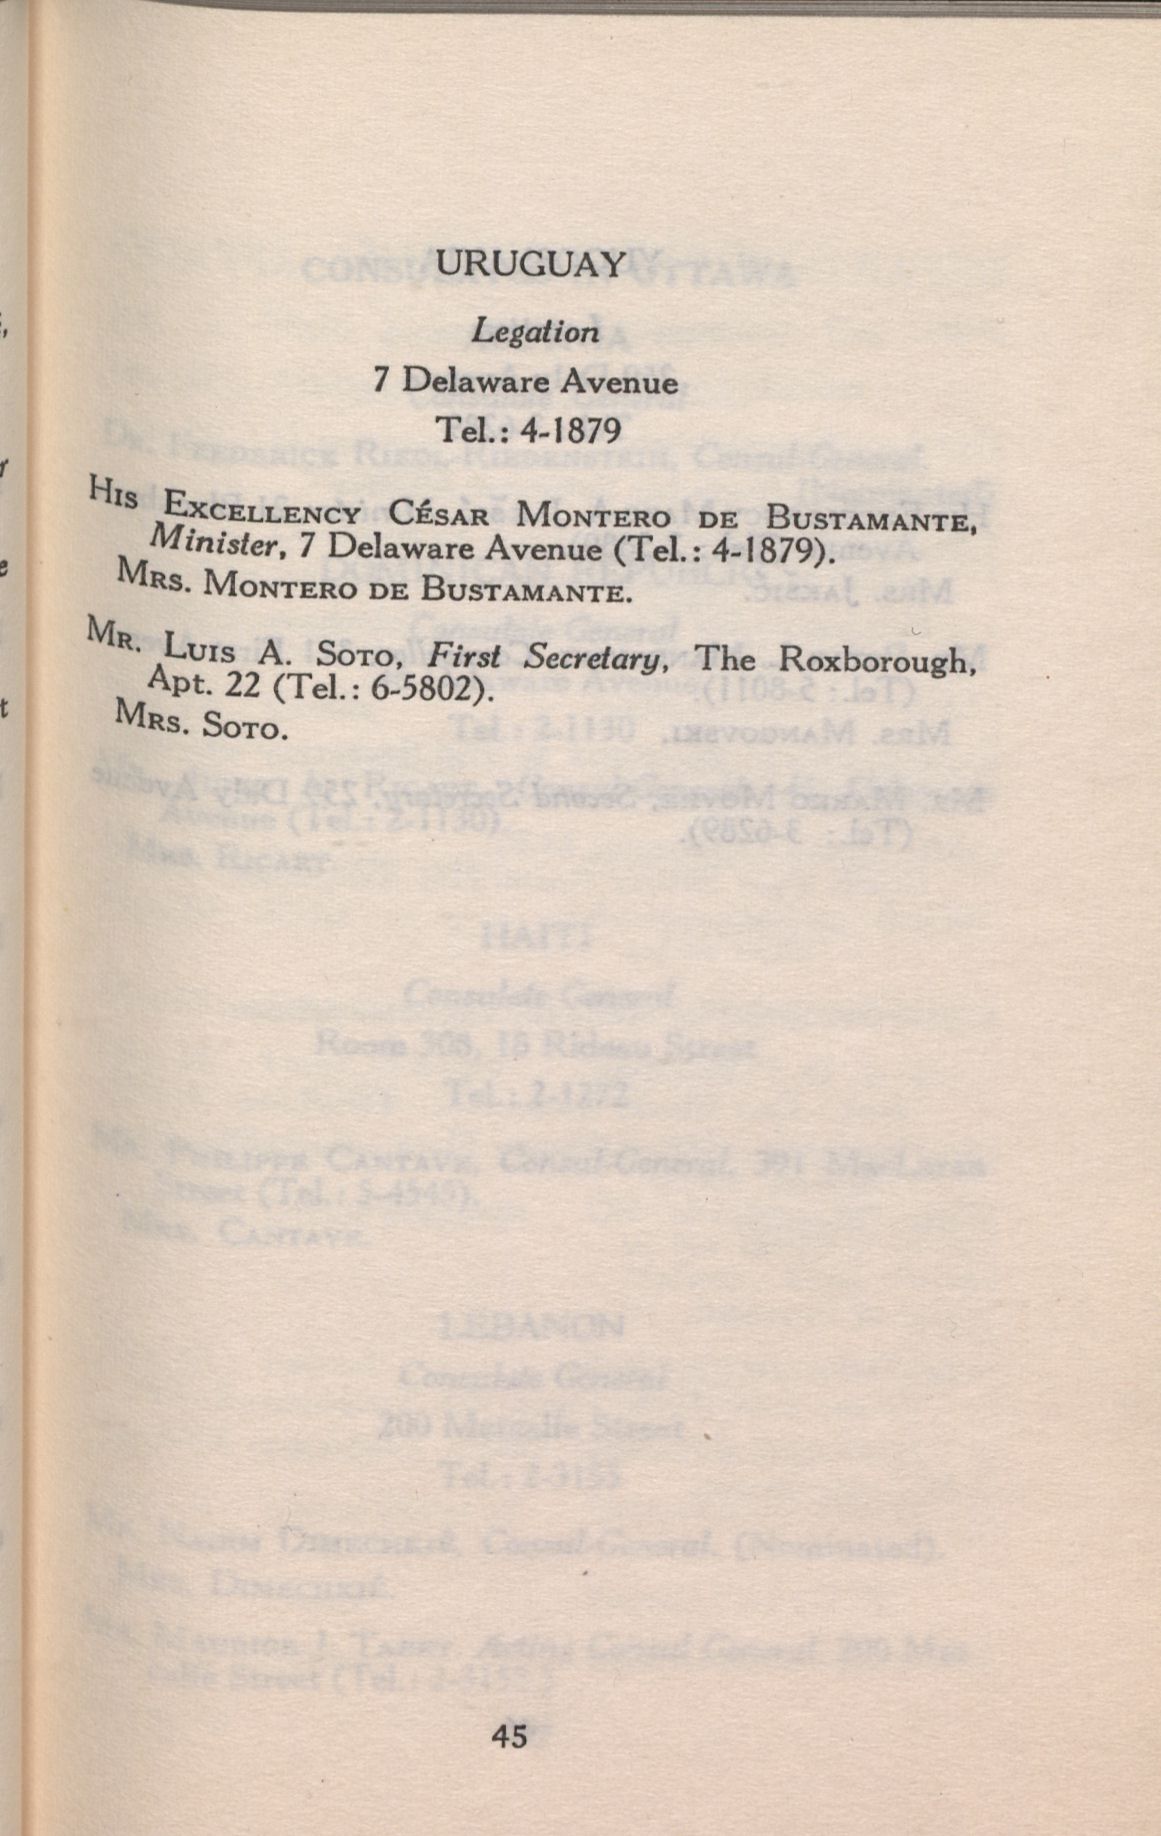 URUGUAY
Legation
7 Delaware Avenue
Tel.: 4-1879
HIS EXCELLENCY CÉSAR MONTERO DE BUSTAMANTE,
Minister, 7 Delaware Avenue (Tel.: 4-1879).
MRS. MONTERO DE BUSTAMANTE.
MR. LUIS A. SOTO, First Secretary, The Roxborough,
Apt. 22 (Tel.: 6-5802).
MRS. SOTO.
45